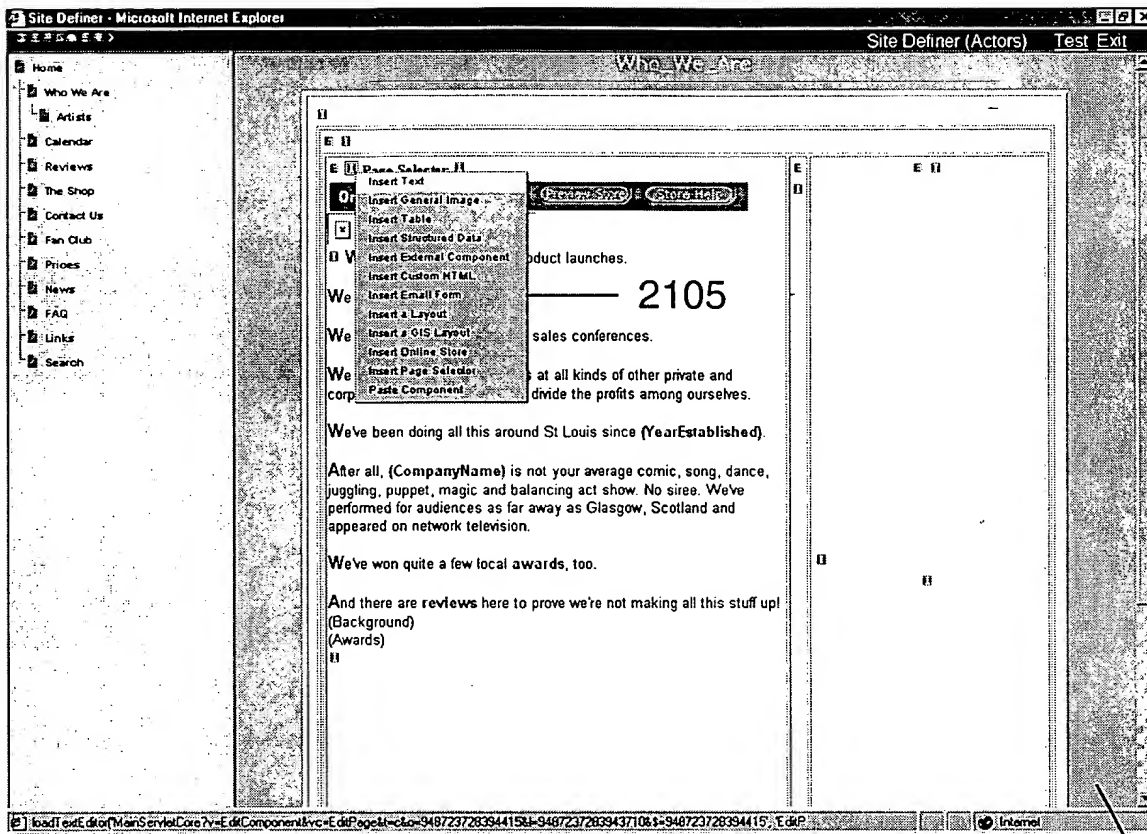 Site Definer - Microsoft Internet Explorer
Site Definer (Actors) Test Exit
Home
Who We Are
Artists
Calendar
Reviews
The Shop
Contact Us
Fan Club
Prices
News
FAQ
Links
Search
Who We Are
E
E Page Selector
E
E
Preview Store
Store Help
Insert Text
Insert General Image...
Insert Table
Insert Structured Data
Insert External Component
Insert Custom HTML...
Insert Email Form
Insert a Layout
Insert a GIS Layout
Insert Online Store
Insert Page Selector
Paste Component
2105
product launches.
We
We sales conferences.
We at all kinds of other private and
divide the profits among ourselves.
We've been doing all this around St Louis since {YearEstablished}.
After all, {CompanyName} is not your average comic, song, dance,
juggling, puppet, magic and balancing act show. No siree. We've
performed for audiences as far away as Glasgow, Scotland and
appeared on network television.
We've won quite a few local awards, too.
And there are reviews here to prove we're not making all this stuff up!
(Background)
(Awards)
Internet